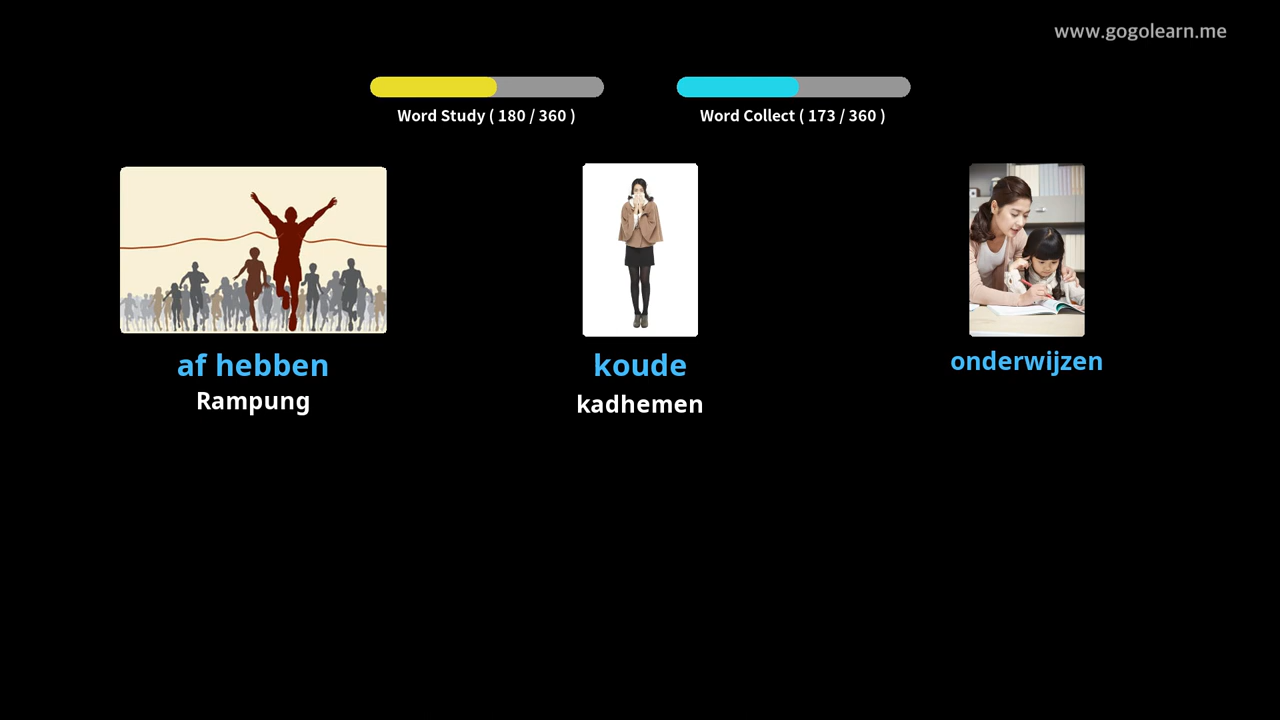 www.gogolearn.me
Word Study ( 180 / 360 )
Word Collect ( 173 / 360 )
af hebben
Rampung
koude
kadhemen
onderwijzen